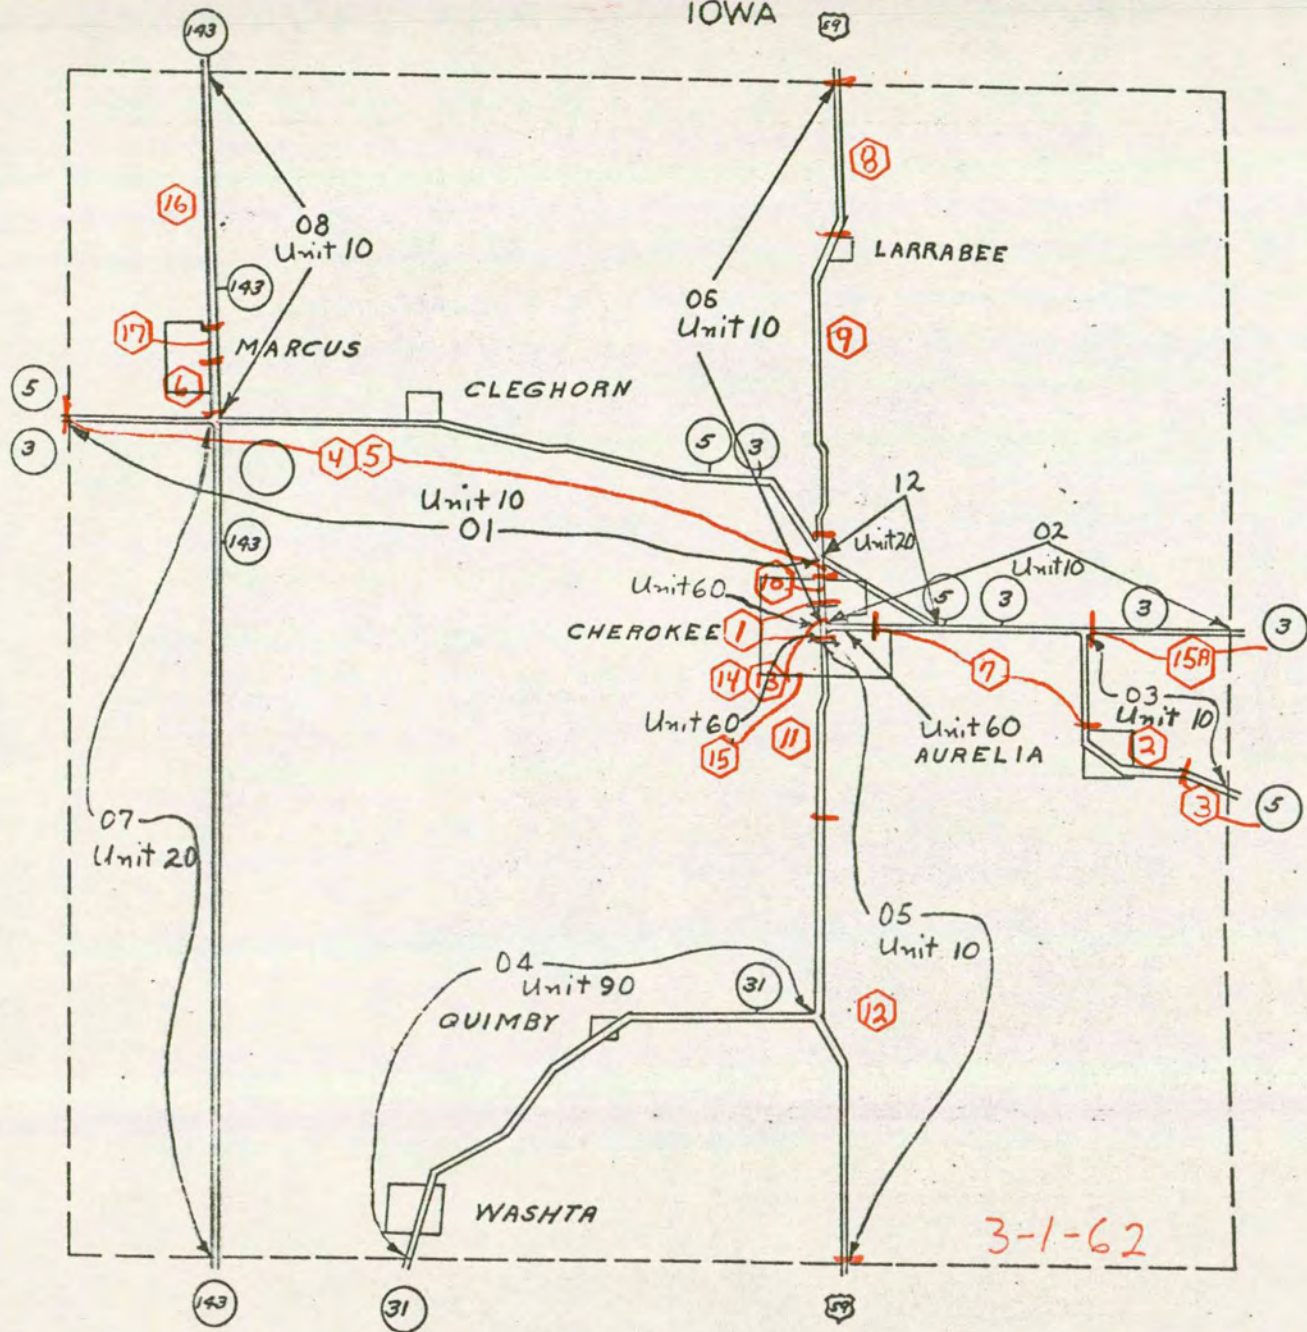 IOWA
143
59
16
8
08
Unit 10
LARRABEE
143
06
Unit 10
17
MARCUS
9
6
5
CLEGHORN
3
4
5
5
3
Unit 10
01
12
143
Unit 20
02
Unit 10
Unit 60
10
5
3
3
CHEROKEE
1
3
15A
14
13
7
03
Unit 10
Unit 60
11
Unit 60
AURELIA
2
15
3
5
07
Unit 20
05
Unit 10
04
Unit 90
31
QUIMBY
12
WASHTA
3-1-62
143
31
59